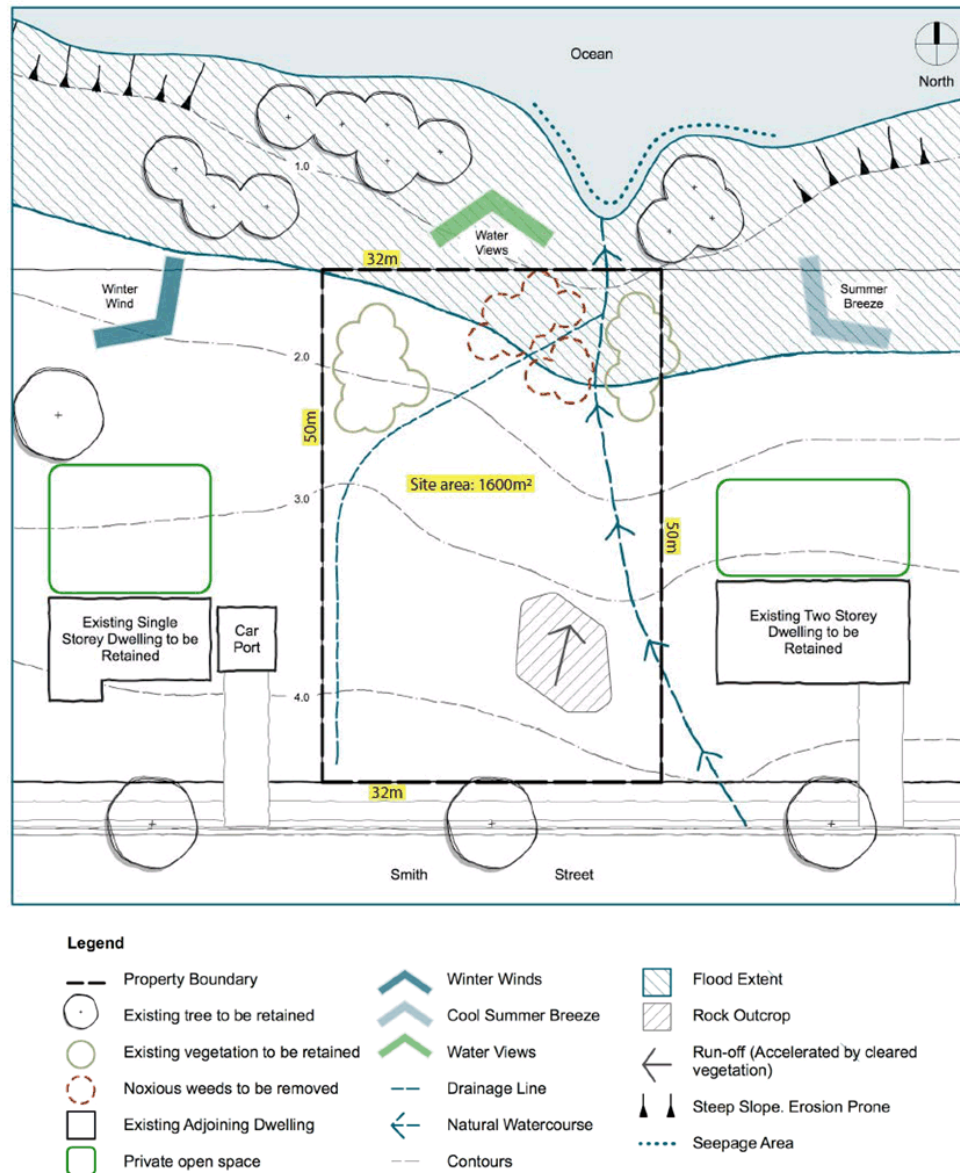 Ocean
North
1.0
Water
Views
32m
Winter
Wind
Summer
Breeze
2.0
50m
Site area: 1600m²
3.0
50m
Existing Single
Storey Dwelling to be
Retained
Car
Port
Existing Two Storey
Dwelling to be
Retained
4.0
32m
Smith Street
Legend
Property Boundary
Existing tree to be retained
Existing vegetation to be retained
Noxious weeds to be removed
Existing Adjoining Dwelling
Private open space
Winter Winds
Cool Summer Breeze
Water Views
Drainage Line
Natural Watercourse
Contours
Flood Extent
Rock Outcrop
Run-off (Accelerated by cleared
vegetation)
Steep Slope. Erosion Prone
Seepage Area